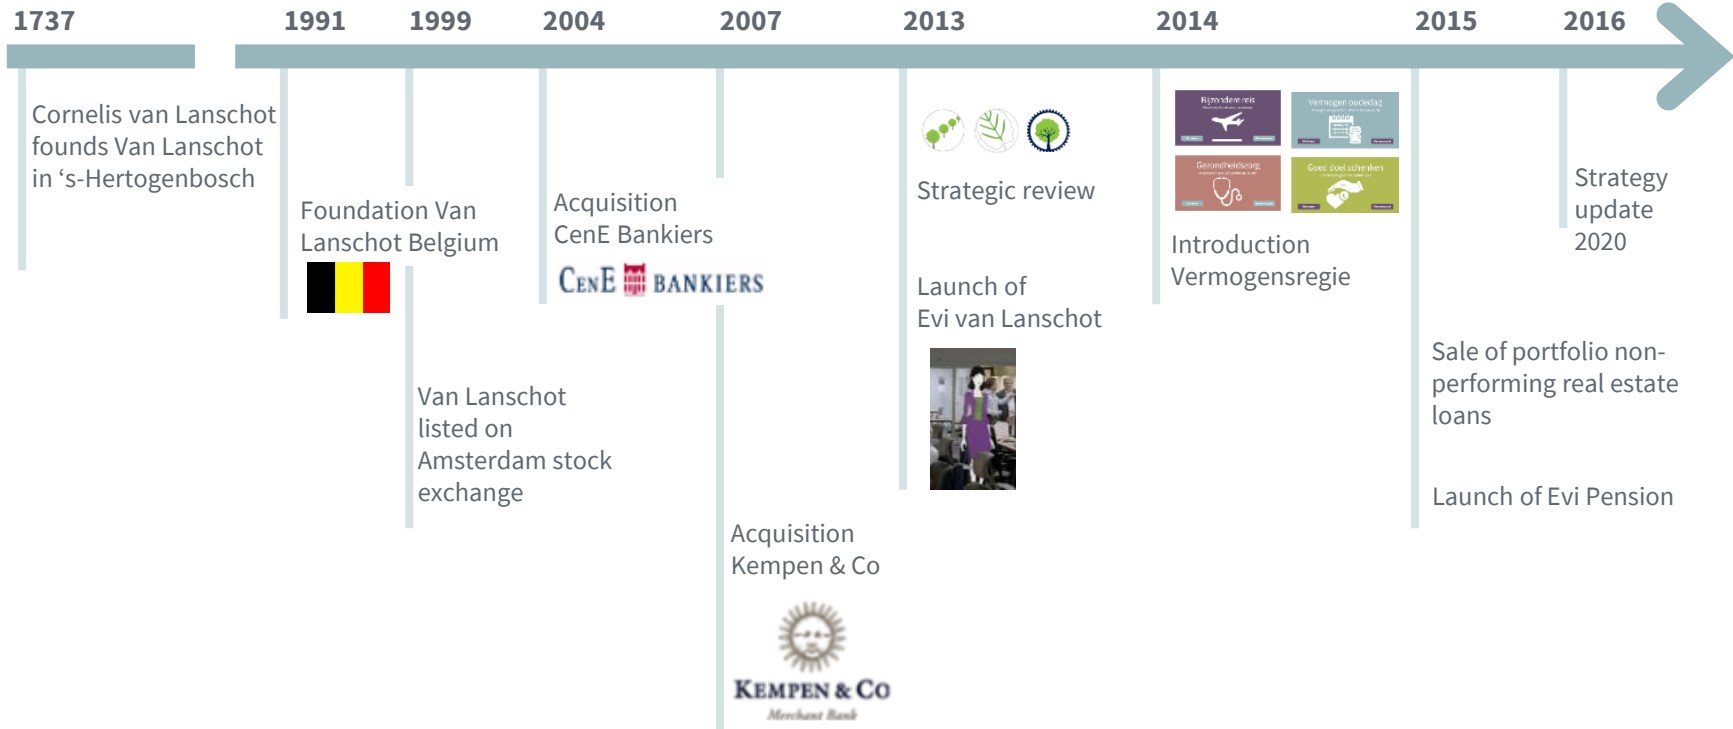 1737
1991
1999
2004
2007
2013
2014
2015
2016
Cornelis van Lanschot
founds Van Lanschot
in ‘s-Hertogenbosch
Foundation Van
Lanschot Belgium
Van Lanschot
listed on
Amsterdam stock
exchange
Acquisition
CenE Bankiers
CENE BANKIERS
Acquisition
Kempen & Co
KEMPEN & CO
Merchant Bank
Strategic review
Launch of
Evi van Lanschot
Bijzondere reis
Vermogen oudedag
Gezondheidszorg
Goed doel schenken
Introduction
Vermogensregie
Sale of portfolio non-
performing real estate
loans
Launch of Evi Pension
Strategy
update
2020